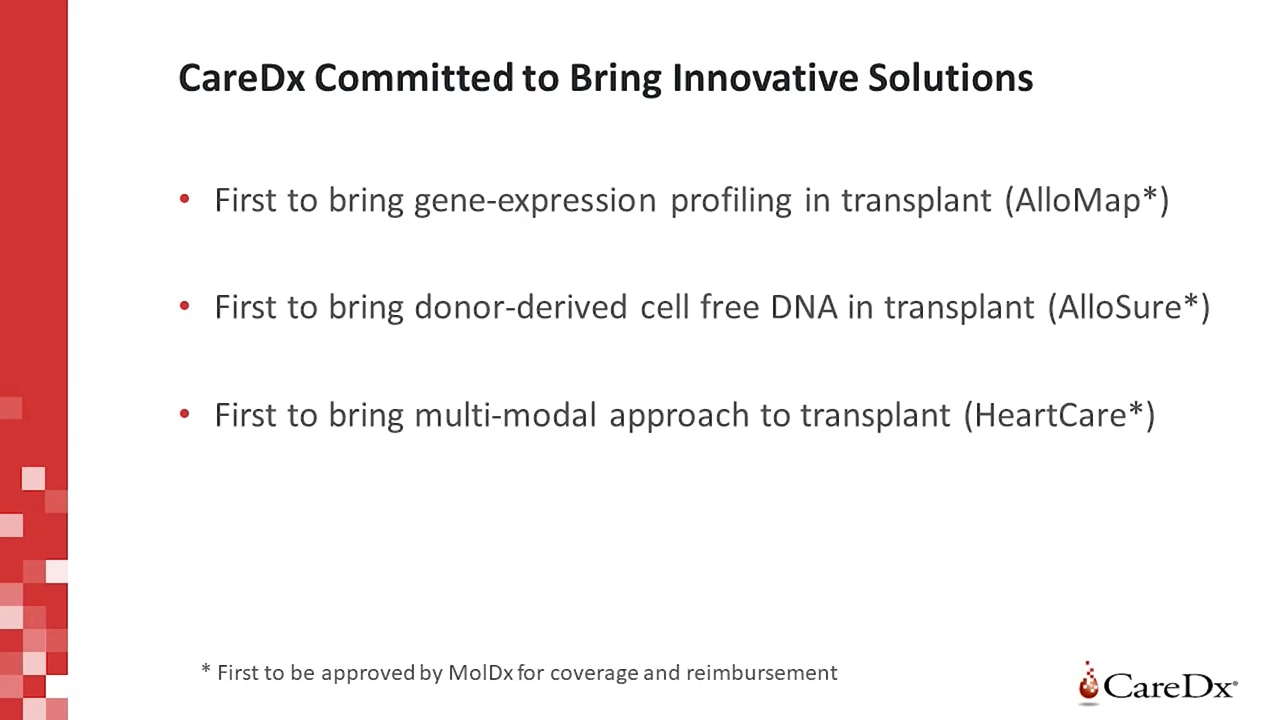 CareDx Committed to Bring Innovative Solutions
• First to bring gene-expression profiling in transplant (AlloMap*)
• First to bring donor-derived cell free DNA in transplant (AlloSure*)
• First to bring multi-modal approach to transplant (HeartCare*)
* First to be approved by MolDx for coverage and reimbursement
CareDx®